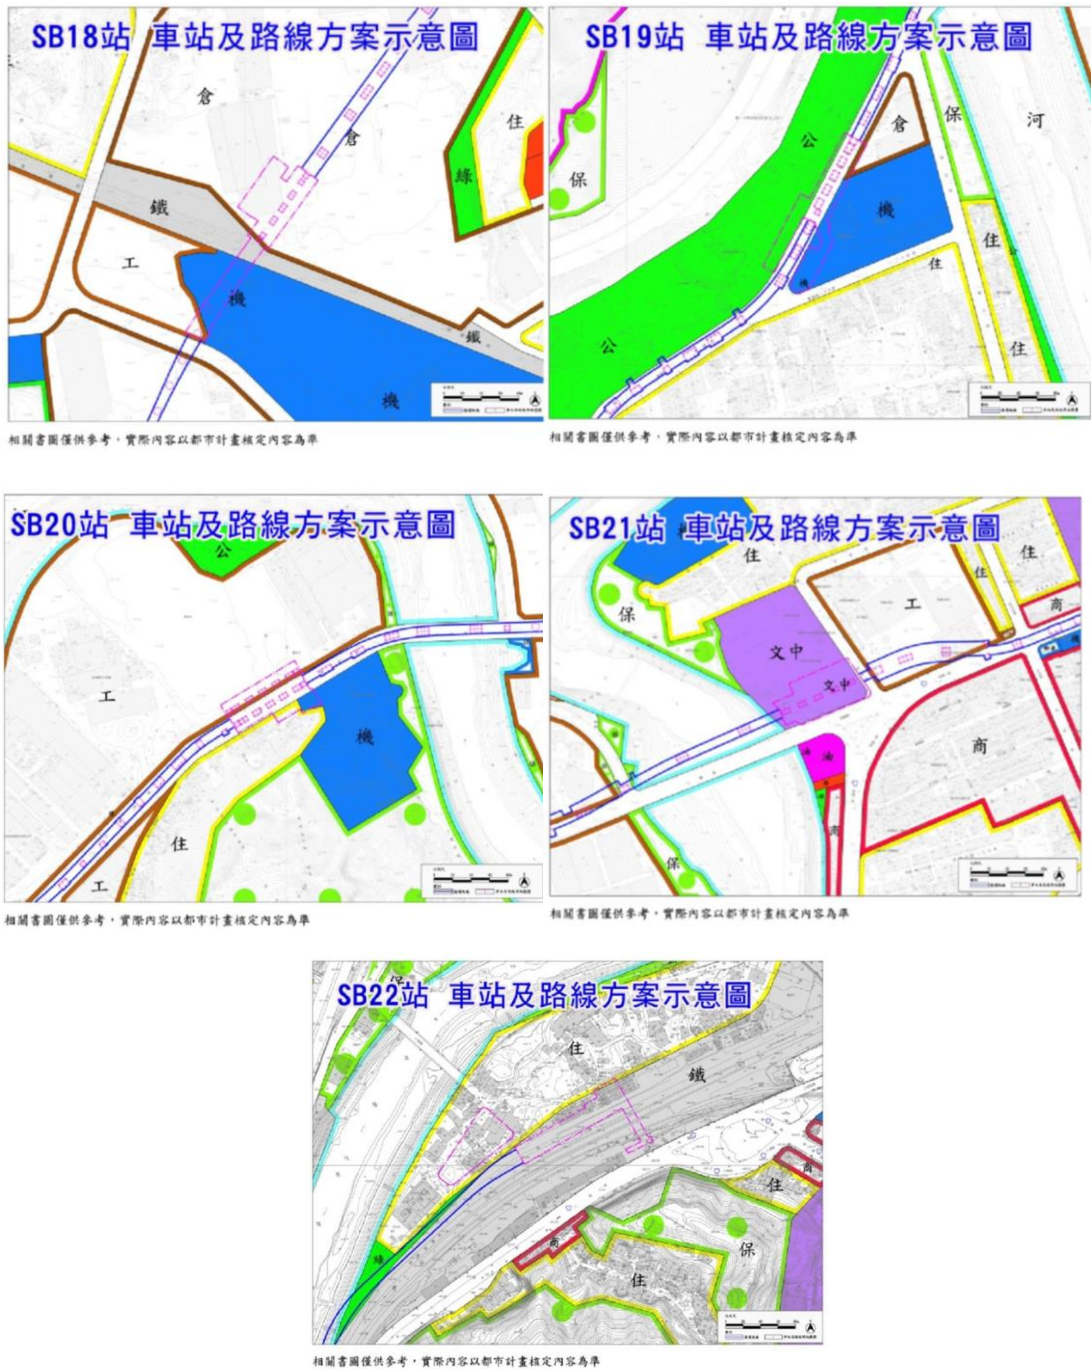 SB18站 車站及路線方案示意圖
倉
倉
住
綠
鐵
工
機
鐵
機
相關書圖僅供參考，實際內容以都市計畫核定內容為準
SB19站 車站及路線方案示意圖
倉
保
河
公
保
機
住
住
機
公
住
相關書圖僅供參考，實際內容以都市計畫核定內容為準
SB20站 車站及路線方案示意圖
公
工
工
機
住
工
相關書圖僅供參考，實際內容以都市計畫核定內容為準
SB21站 車站及路線方案示意圖
住
住
住
保
工
商
文中
文中
商
油
商
保
相關書圖僅供參考，實際內容以都市計畫核定內容為準
SB22站 車站及路線方案示意圖
保
住
鐵
商
住
商
保
綠
住
相關書圖僅供參考，實際內容以都市計畫核定內容為準